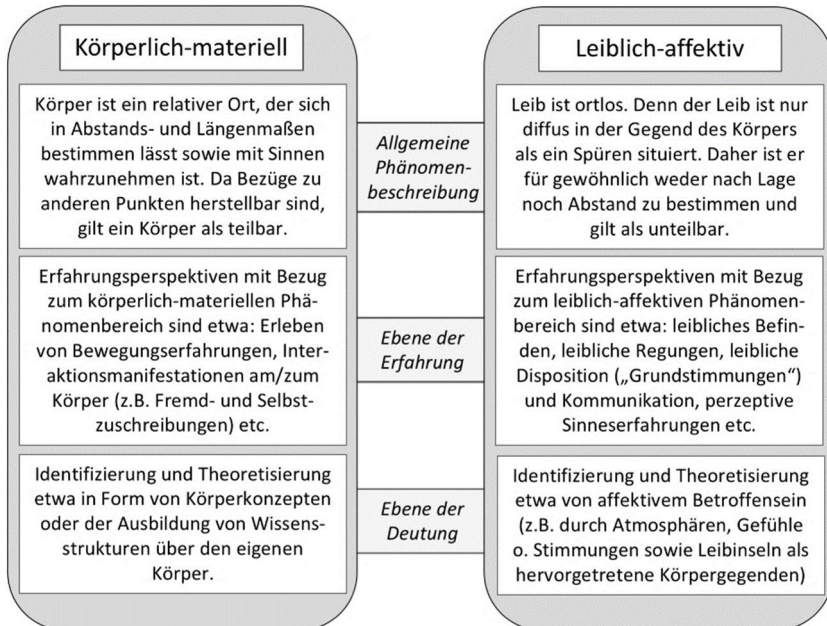 Körperlich-materiell
Körper ist ein relativer Ort, der sich
in Abstands- und Längenmaßen
bestimmen lässt sowie mit Sinnen
wahrzunehmen ist. Da Bezüge zu
anderen Punkten herstellbar sind,
gilt ein Körper als teilbar.
Allgemeine
Phänomen-
beschreibung
Leiblich-affektiv
Leib ist ortlos. Denn der Leib ist nur
diffus in der Gegend des Körpers
als ein Spüren situiert. Daher ist er
für gewöhnlich weder nach Lage
noch Abstand zu bestimmen und
gilt als unteilbar.
Erfahrungsperspektiven mit Bezug
zum körperlich-materiellen Phä-
nomenbereich sind etwa: Erleben
von Bewegungserfahrungen, Inter-
aktionsmanifestationen am/zum
Körper (z.B. Fremd- und Selbst-
zuschreibungen) etc.
Ebene der
Erfahrung
Erfahrungsperspektiven mit Bezug
zum leiblich-affektiven Phänomen-
bereich sind etwa: leibliches Befin-
den, leibliche Regungen, leibliche
Disposition („Grundstimmungen“)
und Kommunikation, perzeptive
Sinneserfahrungen etc.
Identifizierung und Theoretisierung
etwa in Form von Körperkonzepten
oder der Ausbildung von Wissens-
strukturen über den eigenen
Körper.
Ebene der
Deutung
Identifizierung und Theoretisierung
etwa von affektivem Betroffensein
(z.B. durch Atmosphären, Gefühle
o. Stimmungen sowie Leibinseln als
hervorgetretene Körpergegenden)